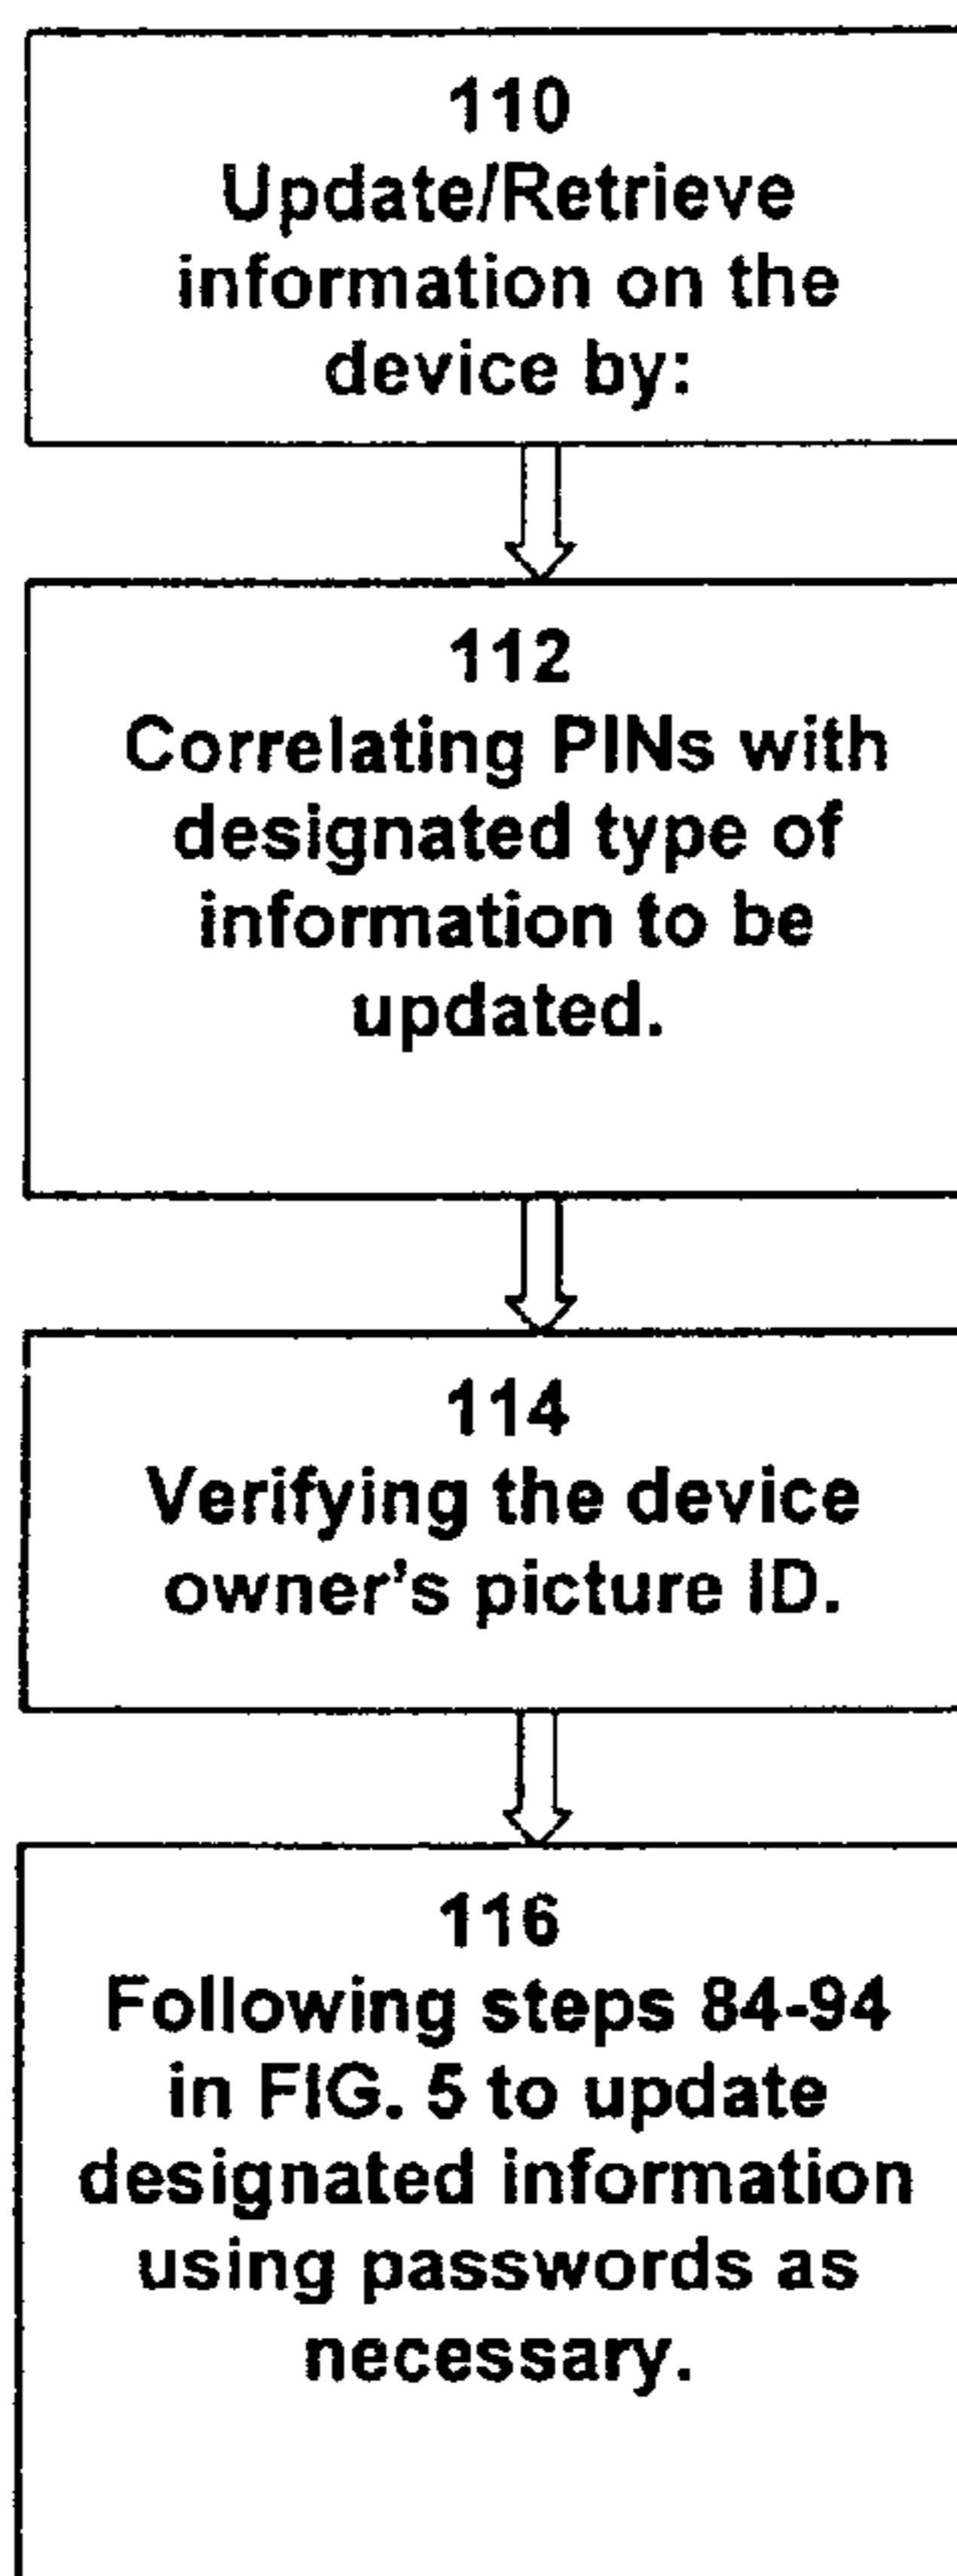 110
Update/Retrieve
information on the
device by:
112
Correlating PINs with
designated type of
information to be
updated.
114
Verifying the device
owner's picture ID.
116
Following steps 84-94
in FIG. 5 to update
designated information
using passwords as
necessary.